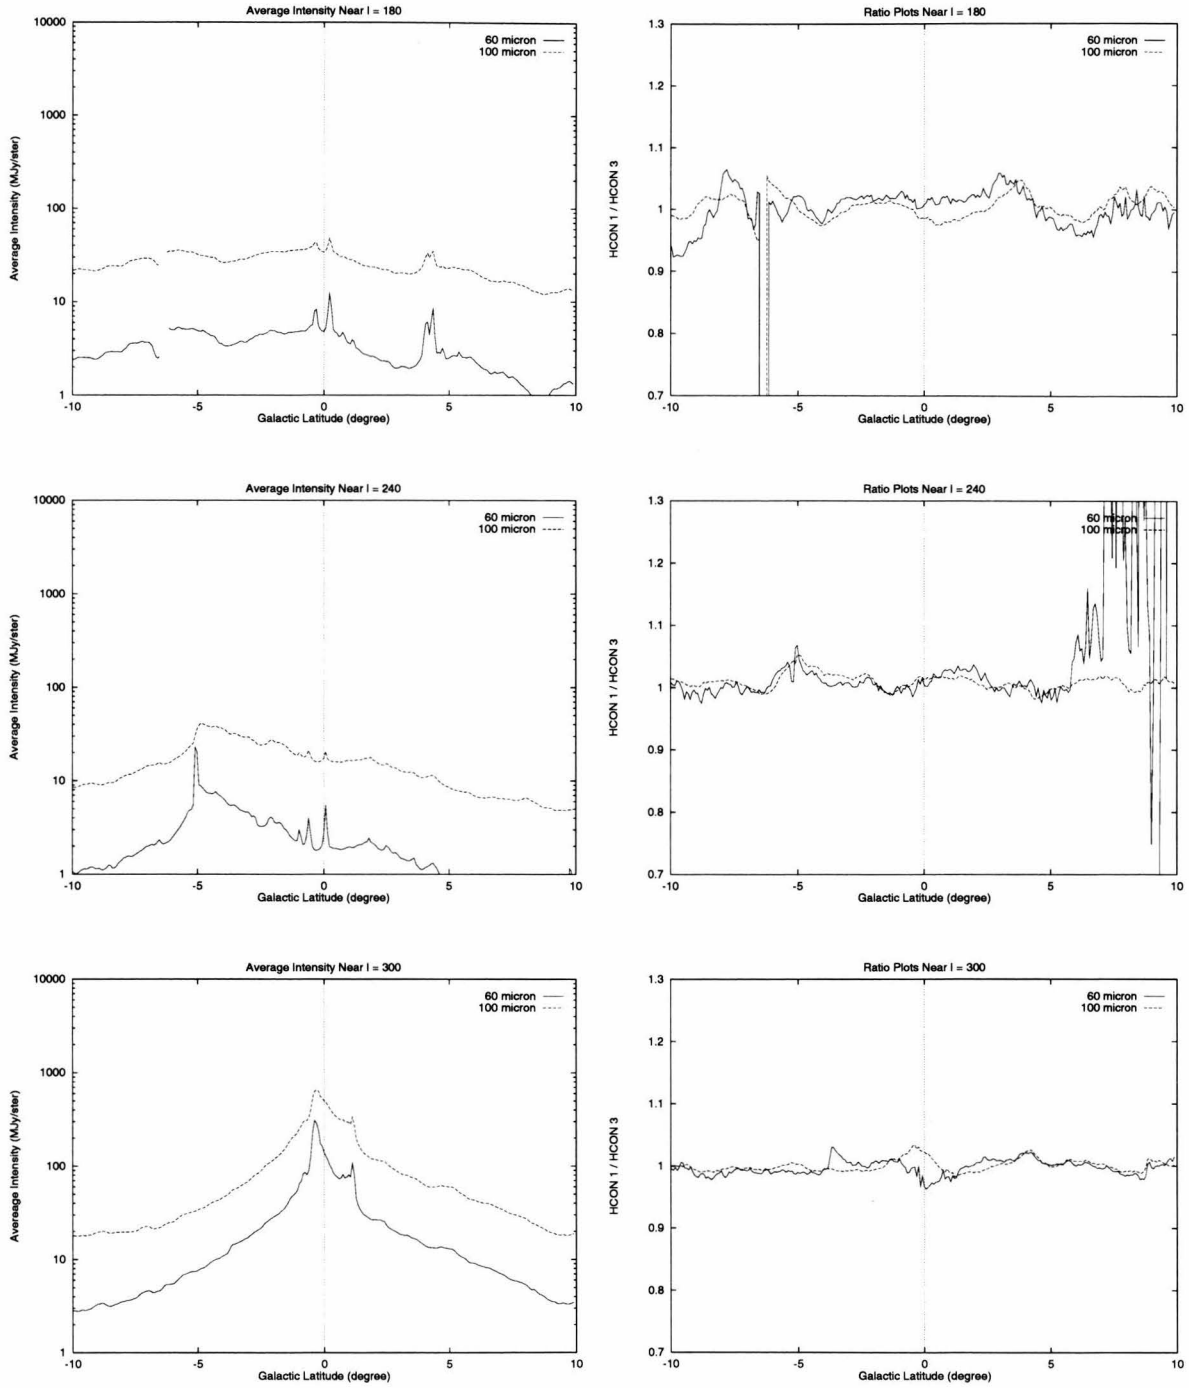 Average Intensity Near l = 180
10000
1000
100
10
1
Average Intensity (MJy/ster)
60 micron
100 micron
-10
-5
0
5
10
Galactic Latitude (degree)
Ratio Plots Near l = 180
1.3
1.2
1.1
1
0.9
0.8
0.7
HCON 1 / HCON 3
60 micron
100 micron
-10
-5
0
5
10
Galactic Latitude (degree)
Average Intensity Near l = 240
10000
1000
100
10
1
Average Intensity (MJy/ster)
60 micron
100 micron
-10
-5
0
5
10
Galactic Latitude (degree)
Ratio Plots Near l = 240
1.3
1.2
1.1
1
0.9
0.8
0.7
HCON 1 / HCON 3
60 micron
100 micron
-10
-5
0
5
10
Galactic Latitude (degree)
Average Intensity Near l = 300
10000
1000
100
10
1
Avereage Intensity (MJy/ster)
60 micron
100 micron
-10
-5
0
5
10
Galactic Latitude (degree)
Ratio Plots Near l = 300
1.3
1.2
1.1
1
0.9
0.8
0.7
HCON 1 / HCON 3
60 micron
100 micron
-10
-5
0
5
10
Galactic Latitude (degree)